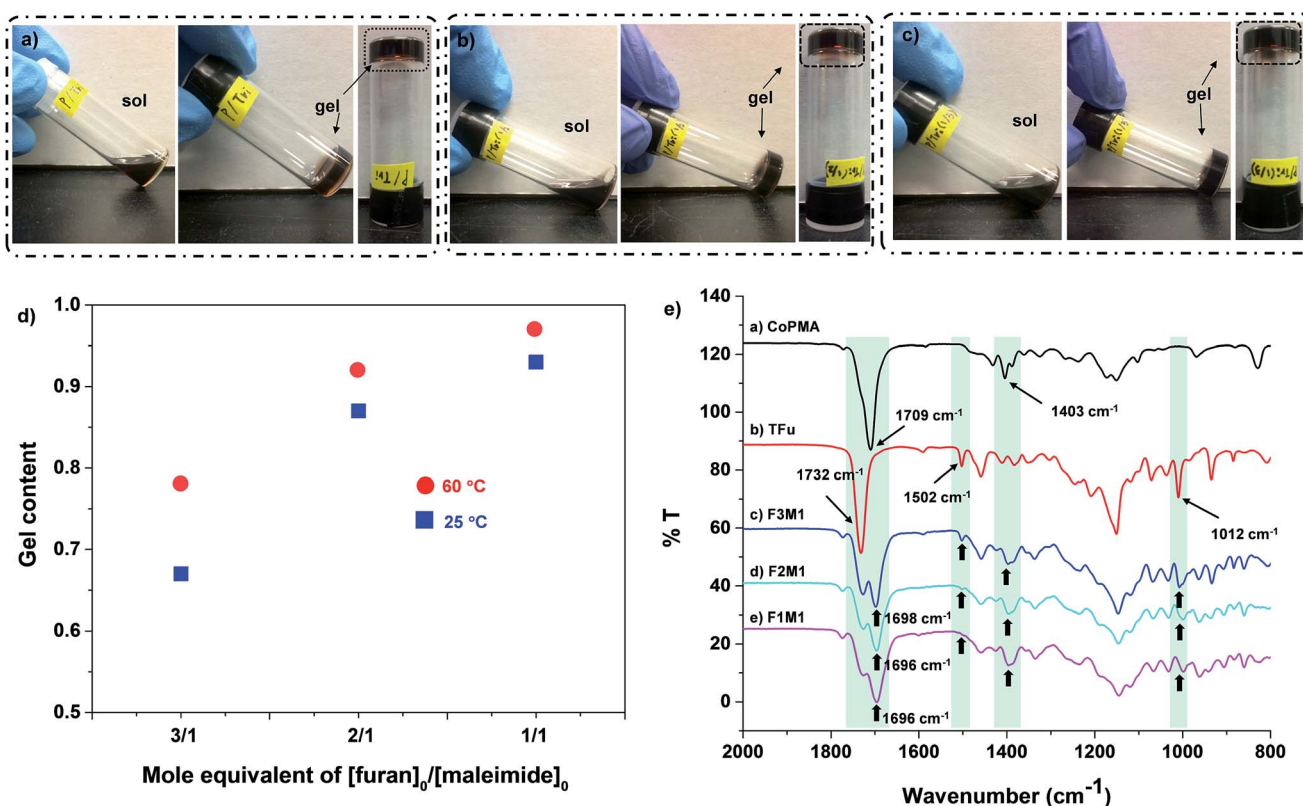 a)
sol
gel
P/Tri
P/Tri
P/Tri
b)
sol
gel
c)
sol
gel
d)
Gel content
1.0
0.9
0.8
0.7
0.6
0.5
60 °C
25 °C
3/1
2/1
1/1
Mole equivalent of [furan]₀/[maleimide]₀
e)
% T
140
120
100
80
60
40
20
0
a) CoPMA
1709 cm⁻¹
1403 cm⁻¹
b) TFu
1732 cm⁻¹
1502 cm⁻¹
1012 cm⁻¹
c) F3M1
1698 cm⁻¹
d) F2M1
1696 cm⁻¹
e) F1M1
1696 cm⁻¹
2000
1800
1600
1400
1200
1000
800
Wavenumber (cm⁻¹)